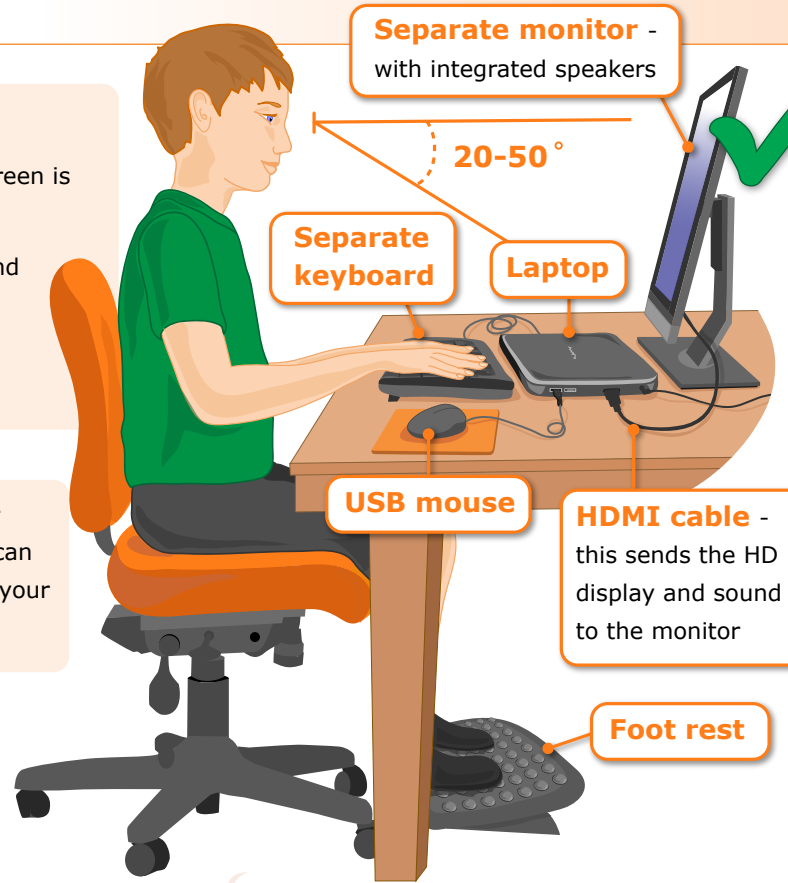 Separate monitor -
with integrated speakers
reen is
20-50°
nd
Separate
keyboard
Laptop
USB mouse
can
your
HDMI cable -
this sends the HD
display and sound
to the monitor
Foot rest